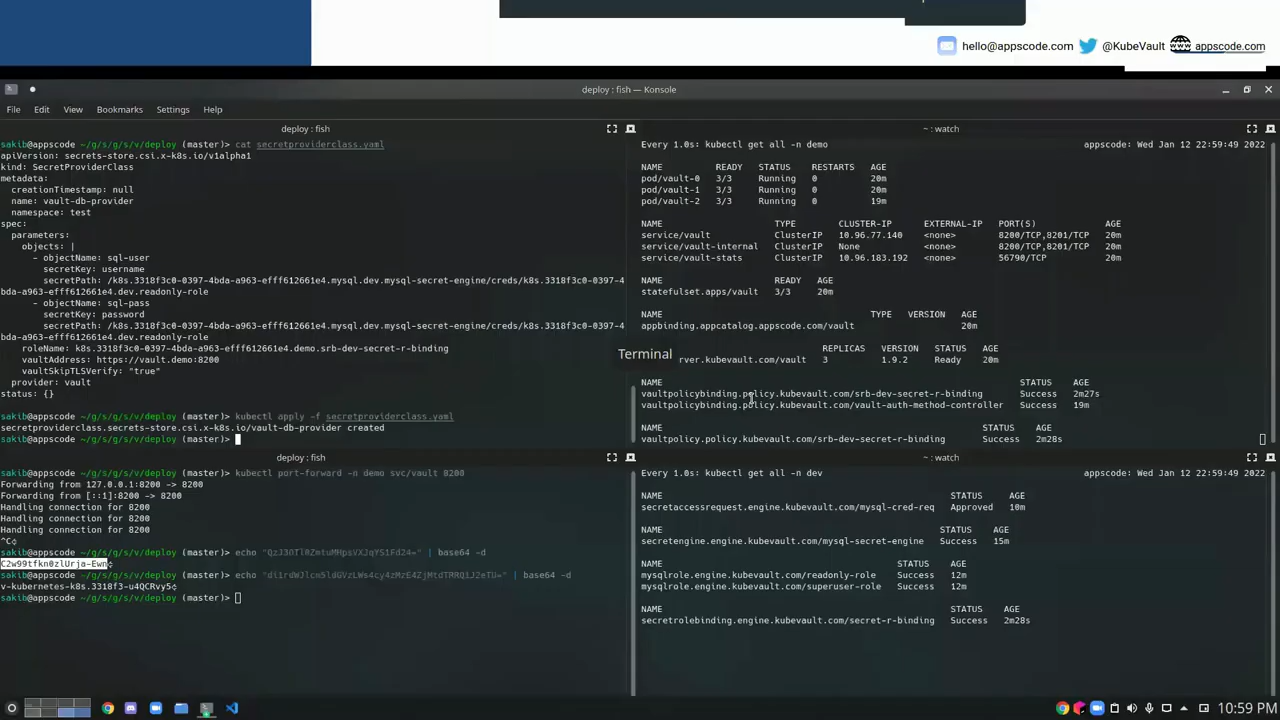 hello@appscode.com @KubeVault appscode.com
deploy : fish — Konsole
File Edit View Bookmarks Settings Help
deploy : fish
sakib@appscode ~/g/s/g/s/v/deploy (master)> cat secretproviderclass.yaml
apiVersion: secrets-store.csi.x-k8s.io/v1alpha1
kind: SecretProviderClass
metadata:
  creationTimestamp: null
  name: vault-db-provider
  namespace: test
spec:
  parameters:
    objects: |
      - objectName: sql-user
        secretKey: username
        secretPath: /k8s.3318f3c0-0397-4bda-a963-efff612661e4.mysql.dev.mysql-secret-engine/creds/k8s.3318f3c0-0397-4
bda-a963-efff612661e4.dev.readonly-role
      - objectName: sql-pass
        secretKey: password
        secretPath: /k8s.3318f3c0-0397-4bda-a963-efff612661e4.mysql.dev.mysql-secret-engine/creds/k8s.3318f3c0-0397-4
bda-a963-efff612661e4.dev.readonly-role
    roleName: k8s.3318f3c0-0397-4bda-a963-efff612661e4.demo.srb-dev-secret-r-binding
    vaultAddress: https://vault.demo:8200
    vaultSkipTLSVerify: "true"
  provider: vault
status: {}
sakib@appscode ~/g/s/g/s/v/deploy (master)> kubectl apply -f secretproviderclass.yaml
secretproviderclass.secrets-store.csi.x-k8s.io/vault-db-provider created
sakib@appscode ~/g/s/g/s/v/deploy (master)>
~ : watch
Every 1.0s: kubectl get all -n demo appscode: Wed Jan 12 22:59:49 2022
NAME READY STATUS RESTARTS AGE
pod/vault-0 3/3 Running 0 20m
pod/vault-1 3/3 Running 0 20m
pod/vault-2 3/3 Running 0 19m
NAME TYPE CLUSTER-IP EXTERNAL-IP PORT(S) AGE
service/vault ClusterIP 10.96.77.140 <none> 8200/TCP,8201/TCP 20m
service/vault-internal ClusterIP None <none> 8200/TCP,8201/TCP 20m
service/vault-stats ClusterIP 10.96.183.192 <none> 56790/TCP 20m
NAME READY AGE
statefulset.apps/vault 3/3 20m
NAME TYPE VERSION AGE
appbinding.appcatalog.appscode.com/vault 20m
REPLICAS VERSION STATUS AGE
Terminal
rver.kubevault.com/vault 3 1.9.2 Ready 20m
NAME STATUS AGE
vaultpolicybinding.policy.kubevault.com/srb-dev-secret-r-binding Success 2m27s
vaultpolicybinding.policy.kubevault.com/vault-auth-method-controller Success 19m
NAME STATUS AGE
vaultpolicy.policy.kubevault.com/srb-dev-secret-r-binding Success 2m28s
deploy : fish
sakib@appscode ~/g/s/g/s/v/deploy (master)> kubectl port-forward -n demo svc/vault 8200
Forwarding from 127.0.0.1:8200 -> 8200
Forwarding from [::1]:8200 -> 8200
Handling connection for 8200
Handling connection for 8200
Handling connection for 8200
^C⏎
sakib@appscode ~/g/s/g/s/v/deploy (master)> echo | base64 -d
C2w99tfkn0zlUrja-Ewn⏎
sakib@appscode ~/g/s/g/s/v/deploy (master)> echo | base64 -d
v-kubernetes-k8s.3318f3-u4QCRvy5⏎
sakib@appscode ~/g/s/g/s/v/deploy (master)>
~ : watch
Every 1.0s: kubectl get all -n dev appscode: Wed Jan 12 22:59:49 2022
NAME STATUS AGE
secretaccessrequest.engine.kubevault.com/mysql-cred-req Approved 10m
NAME STATUS AGE
secretengine.engine.kubevault.com/mysql-secret-engine Success 15m
NAME STATUS AGE
mysqlrole.engine.kubevault.com/readonly-role Success 12m
mysqlrole.engine.kubevault.com/superuser-role Success 12m
NAME STATUS AGE
secretrolebinding.engine.kubevault.com/secret-r-binding Success 2m28s
10:59 PM